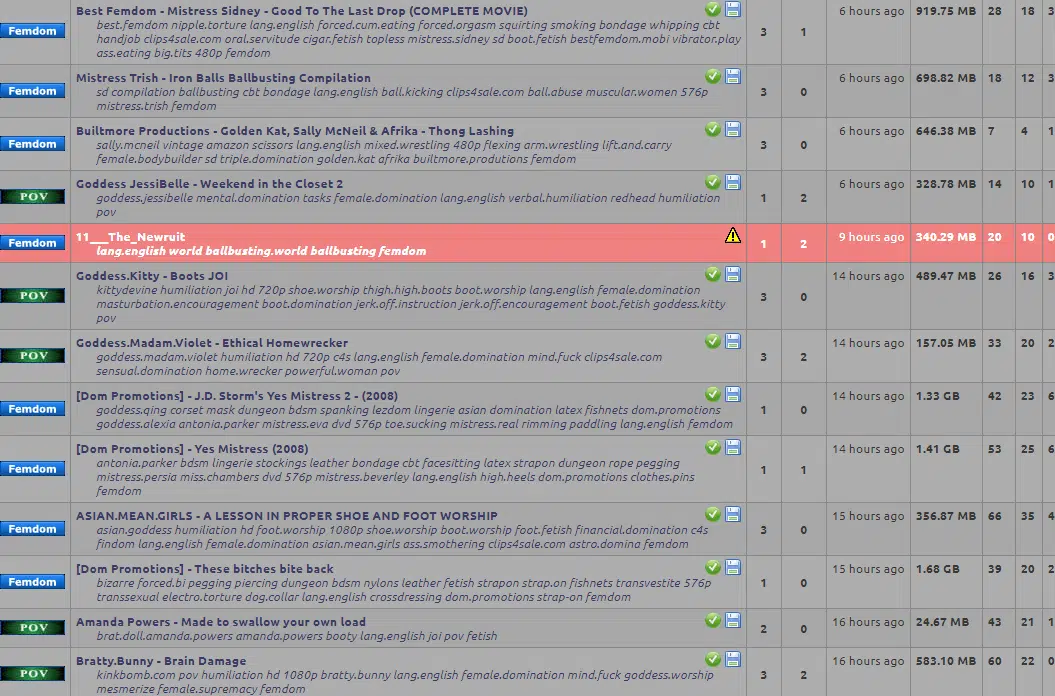 Best Femdom - Mistress Sidney - Good To The Last Drop (COMPLETE MOVIE) 6 hours ago 919.75 MB 28 18 3
Femdom best.femdom nipple.torture lang.english forced.cum.eating forced.orgasm squirting smoking bondage whipping cbt
handjob clips4sale.com oral.servitude cigar.fetish topless mistress.sidney sd boot.fetish bestfemdom.mobi vibrator.play 3 1
ass.eating big.tits 480p femdom
Mistress Trish - Iron Balls Ballbusting Compilation 6 hours ago 698.82 MB 18 12 3
Femdom sd compilation ballbusting cbt bondage lang.english ball.kicking clips4sale.com ball.abuse muscular.women 576p 3 0
mistress.trish femdom
Builtmore Productions - Golden Kat, Sally McNeil & Afrika - Thong Lashing 6 hours ago 646.38 MB 7 4 1
Femdom sally.mcneil vintage amazon scissors lang.english mixed.wrestling 480p flexing arm.wrestling lift.and.carry 3 0
female.bodybuilder sd triple.domination golden.kat afrika builtmore.produtions femdom
Goddess JessiBelle - Weekend in the Closet 2 6 hours ago 328.78 MB 14 10 1
POV goddess.jessibelle mental.domination tasks female.domination lang.english verbal.humiliation redhead humiliation 1 2
pov
11___The_Newruit 9 hours ago 340.29 MB 20 10 0
Femdom lang.english world ballbusting.world ballbusting femdom 1 2
Goddess.Kitty - Boots JOI 14 hours ago 489.47 MB 26 16 3
POV kittydevine humiliation joi hd 720p shoe.worship thigh.high.boots boot.worship lang.english female.domination 3 0
masturbation.encouragement boot.domination jerk.off.instruction jerk.off.encouragement boot.fetish goddess.kitty
pov
Goddess.Madam.Violet - Ethical Homewrecker 14 hours ago 157.05 MB 33 20 2
POV goddess.madam.violet humiliation hd 720p c4s lang.english female.domination mind.fuck clips4sale.com 3 2
sensual.domination home.wrecker powerful.woman pov
[Dom Promotions] - J.D. Storm's Yes Mistress 2 - (2008) 14 hours ago 1.33 GB 42 23 6
Femdom goddess.qing corset mask dungeon bdsm spanking lezdom lingerie asian domination latex fishnets dom.promotions 1 0
goddess.alexia antonia.parker mistress.eva dvd 576p toe.sucking mistress.real rimming paddling lang.english femdom
[Dom Promotions] - Yes Mistress (2008) 14 hours ago 1.41 GB 53 25 6
Femdom antonia.parker bdsm lingerie stockings leather bondage cbt facesitting latex strapon dungeon rope pegging 1 1
mistress.persia miss.chambers dvd 576p mistress.beverley lang.english high.heels dom.promotions clothes.pins
femdom
ASIAN.MEAN.GIRLS - A LESSON IN PROPER SHOE AND FOOT WORSHIP 15 hours ago 356.87 MB 66 35 4
Femdom asian.goddess humiliation hd foot.worship 1080p shoe.worship boot.worship foot.fetish financial.domination c4s 3 0
findom lang.english female.domination asian.mean.girls ass.smothering clips4sale.com astro.domina femdom
[Dom Promotions] - These bitches bite back 15 hours ago 1.68 GB 39 20 2
Femdom bizarre forced.bi pegging piercing dungeon bdsm nylons leather fetish strapon strap.on fishnets transvestite 576p 1 0
transsexual electro.torture dog.collar lang.english crossdressing dom.promotions strap-on femdom
Amanda Powers - Made to swallow your own load 16 hours ago 24.67 MB 43 21 1
POV brat.doll.amanda.powers amanda.powers booty lang.english joi pov fetish 2 0
Bratty.Bunny - Brain Damage 16 hours ago 583.10 MB 60 22 0
POV kinkbomb.com pov humiliation hd 1080p bratty.bunny lang.english female.domination mind.fuck goddess.worship 3 2
mesmerize female.supremacy femdom